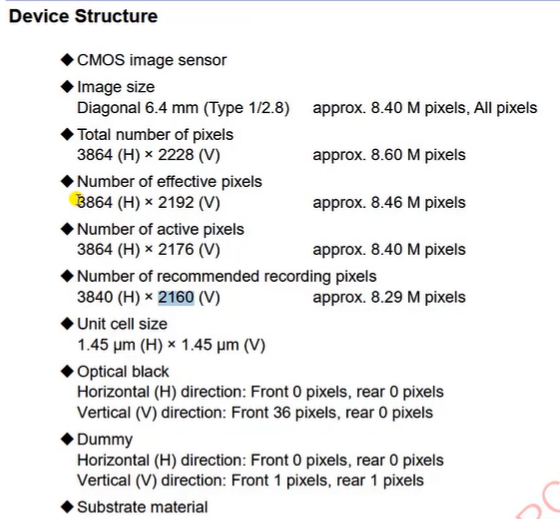 Device Structure
◆ CMOS image sensor
◆ Image size
Diagonal 6.4 mm (Type 1/2.8) approx. 8.40 M pixels, All pixels
◆ Total number of pixels
3864 (H) × 2228 (V) approx. 8.60 M pixels
◆ Number of effective pixels
3864 (H) × 2192 (V) approx. 8.46 M pixels
◆ Number of active pixels
3864 (H) × 2176 (V) approx. 8.40 M pixels
◆ Number of recommended recording pixels
3840 (H) × 2160 (V) approx. 8.29 M pixels
◆ Unit cell size
1.45 μm (H) × 1.45 μm (V)
◆ Optical black
Horizontal (H) direction: Front 0 pixels, rear 0 pixels
Vertical (V) direction: Front 36 pixels, rear 0 pixels
◆ Dummy
Horizontal (H) direction: Front 0 pixels, rear 0 pixels
Vertical (V) direction: Front 1 pixels, rear 1 pixels
◆ Substrate material